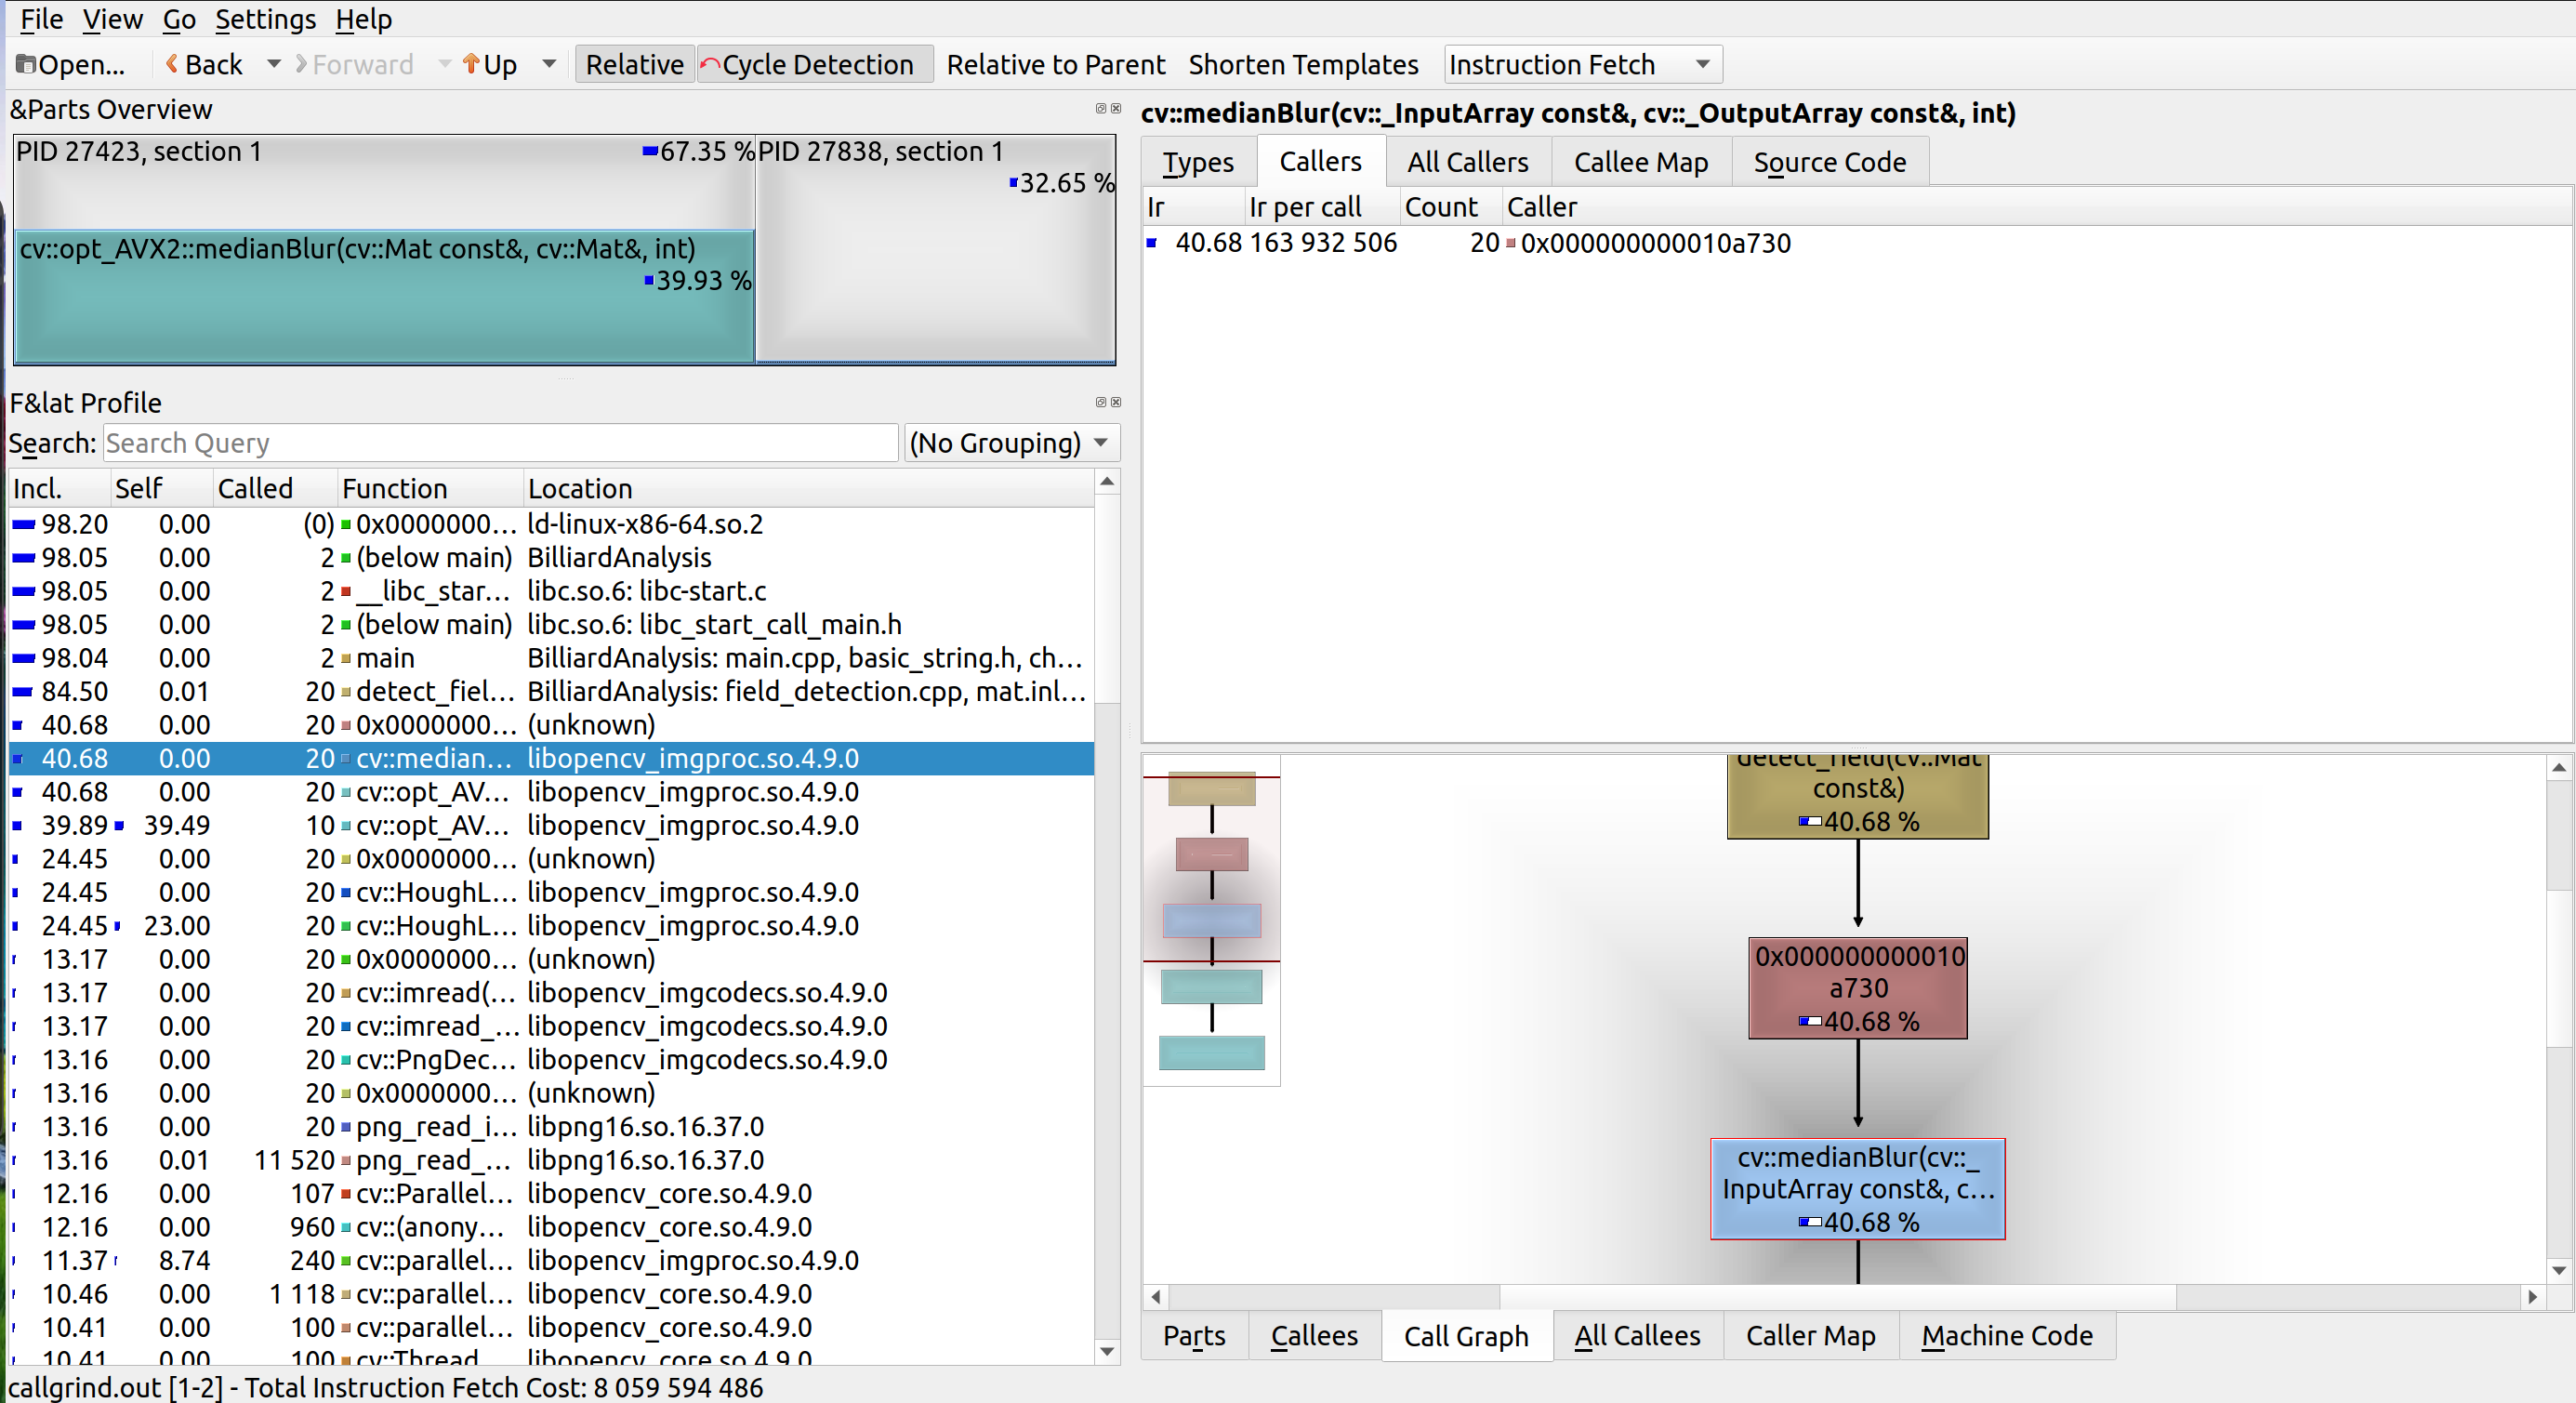 File View Go Settings Help
Open... Back Forward Up Relative Cycle Detection Relative to Parent Shorten Templates Instruction Fetch
&Parts Overview
PID 27423, section 1 67.35 %
PID 27838, section 1
32.65 %
cv::opt_AVX2::medianBlur(cv::Mat const&, cv::Mat&, int)
39.93 %
F&lat Profile
Search: Search Query (No Grouping)
Incl. Self Called Function Location
98.20 0.00 (0) 0x0000000... ld-linux-x86-64.so.2
98.05 0.00 2 (below main) BilliardAnalysis
98.05 0.00 2 __libc_star... libc.so.6: libc-start.c
98.05 0.00 2 (below main) libc.so.6: libc_start_call_main.h
98.04 0.00 2 main BilliardAnalysis: main.cpp, basic_string.h, ch...
84.50 0.01 20 detect_fiel... BilliardAnalysis: field_detection.cpp, mat.inl...
40.68 0.00 20 0x0000000... (unknown)
40.68 0.00 20 cv::median... libopencv_imgproc.so.4.9.0
40.68 0.00 20 cv::opt_AV... libopencv_imgproc.so.4.9.0
39.89 39.49 10 cv::opt_AV... libopencv_imgproc.so.4.9.0
24.45 0.00 20 0x0000000... (unknown)
24.45 0.00 20 cv::HoughL... libopencv_imgproc.so.4.9.0
24.45 23.00 20 cv::HoughL... libopencv_imgproc.so.4.9.0
13.17 0.00 20 0x0000000... (unknown)
13.17 0.00 20 cv::imread(... libopencv_imgcodecs.so.4.9.0
13.17 0.00 20 cv::imread_... libopencv_imgcodecs.so.4.9.0
13.16 0.00 20 cv::PngDec... libopencv_imgcodecs.so.4.9.0
13.16 0.00 20 0x0000000... (unknown)
13.16 0.00 20 png_read_i... libpng16.so.16.37.0
13.16 0.01 11 520 png_read_... libpng16.so.16.37.0
12.16 0.00 107 cv::Parallel... libopencv_core.so.4.9.0
12.16 0.00 960 cv::(anony... libopencv_core.so.4.9.0
11.37 8.74 240 cv::parallel... libopencv_imgproc.so.4.9.0
10.46 0.00 1 118 cv::parallel... libopencv_core.so.4.9.0
10.41 0.00 100 cv::parallel... libopencv_core.so.4.9.0
10.41 0.00 100 cv::Thread libopencv_core.so.4.9.0
callgrind.out [1-2] - Total Instruction Fetch Cost: 8 059 594 486
cv::medianBlur(cv::_InputArray const&, cv::_OutputArray const&, int)
Types Callers All Callers Callee Map Source Code
Ir Ir per call Count Caller
40.68 163 932 506 20 0x000000000010a730
detect_field(cv::Mat
const&)
40.68 %
0x000000000010
a730
40.68 %
cv::medianBlur(cv::_
InputArray const&, c...
40.68 %
Parts Callees Call Graph All Callees Caller Map Machine Code